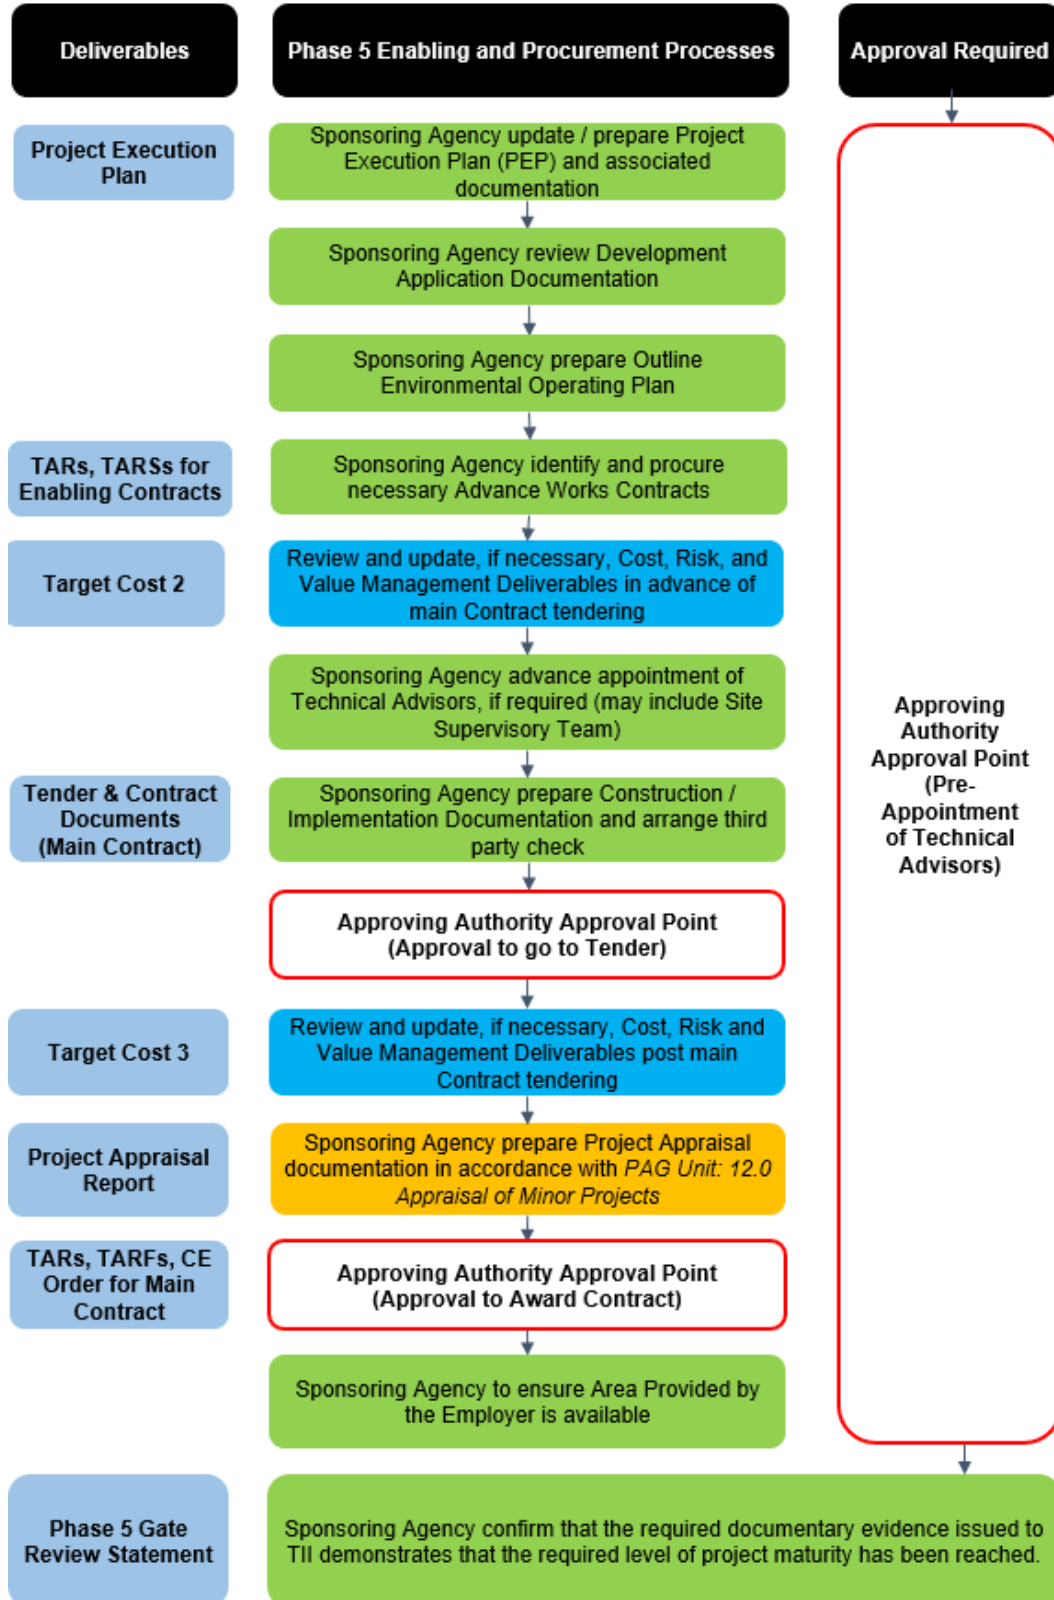 Deliverables
Phase 5 Enabling and Procurement Processes
Approval Required
Project Execution
Plan
Sponsoring Agency update / prepare Project
Execution Plan (PEP) and associated
documentation
Sponsoring Agency review Development
Application Documentation
Sponsoring Agency prepare Outline
Environmental Operating Plan
TARs, TARSs for
Enabling Contracts
Sponsoring Agency identify and procure
necessary Advance Works Contracts
Target Cost 2
Review and update, if necessary, Cost, Risk, and
Value Management Deliverables in advance of
main Contract tendering
Sponsoring Agency advance appointment of
Technical Advisors, if required (may include Site
Supervisory Team)
Approving
Authority
Approval Point
(Pre-
Appointment
of Technical
Advisors)
Tender & Contract
Documents
(Main Contract)
Sponsoring Agency prepare Construction /
Implementation Documentation and arrange third
party check
Approving Authority Approval Point
(Approval to go to Tender)
Target Cost 3
Review and update, if necessary, Cost, Risk and
Value Management Deliverables post main
Contract tendering
Project Appraisal
Report
Sponsoring Agency prepare Project Appraisal
documentation in accordance with PAG Unit: 12.0
Appraisal of Minor Projects
TARs, TARFs, CE
Order for Main
Contract
Approving Authority Approval Point
(Approval to Award Contract)
Sponsoring Agency to ensure Area Provided by
the Employer is available
Phase 5 Gate
Review Statement
Sponsoring Agency confirm that the required documentary evidence issued to
TII demonstrates that the required level of project maturity has been reached.